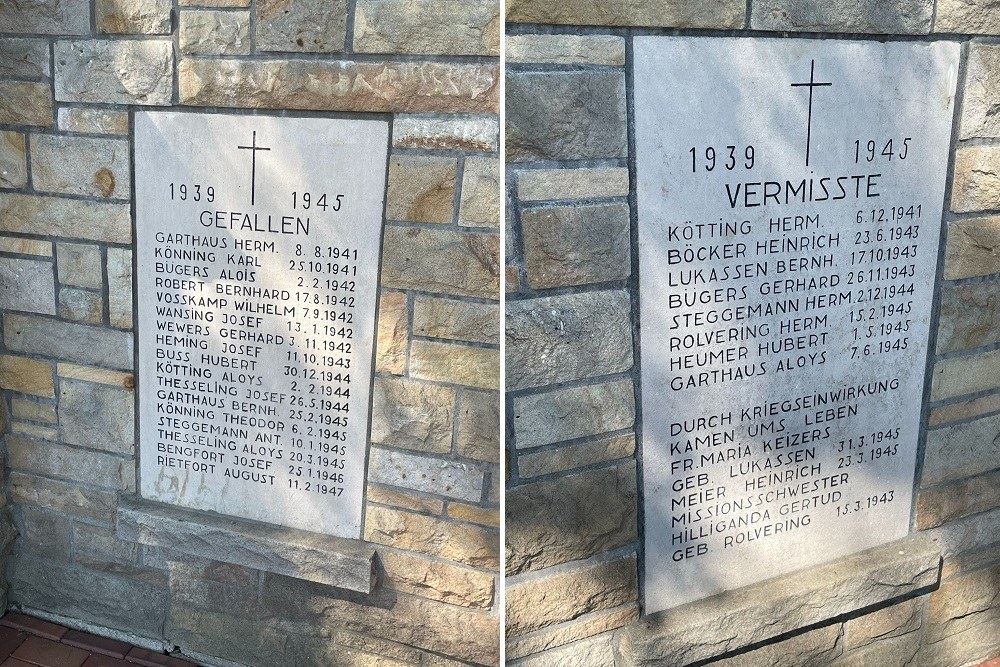 1939 1945
GEFALLEN
GARTHAUS HERM. 8. 8. 1941
KÖNNING KARL 25.10.1941
BÜGERS ALOIS 2. 2. 1942
ROBERT BERNHARD 17.8.1942
VOSSKAMP WILHELM 7.9.1942
WANSING JOSEF 13. 1. 1942
WEWERS GERHARD 3. 11. 1942
HEMING JOSEF 11.10.1943
BUSS HUBERT 30.12.1944
KÖTTING ALOYS 2. 2. 1944
THESSELING JOSEF 26.5.1944
GARTHAUS BERNH. 25.2.1945
KÖNNING THEODOR 6.2.1945
STEGGEMANN ANT. 10.1.1945
THESSELING ALOYS 20.3.1945
BENGFORT JOSEF 25.1.1946
RIETFORT AUGUST 11.2.1947
1939 1945
VERMISSTE
KÖTTING HERM. 6.12.1941
BÖCKER HEINRICH 23.6.1943
LUKASSEN BERNH. 17.10.1943
BÜGERS GERHARD 26.11.1943
STEGGEMANN HERM. 2.12.1944
ROLVERING HERM. 15.2.1945
HEUMER HUBERT 1.5.1945
GARTHAUS ALOYS 7.6.1945
DURCH KRIEGSEINWIRKUNG
KAMEN UMS LEBEN
FR. MARIA KEIZERS
GEB. LUKASSEN 31.3.1945
MEIER HEINRICH 23.3.1945
MISSIONSSCHWESTER
HILLIGANDA GERTUD
GEB. ROLVERING 15.3.1943